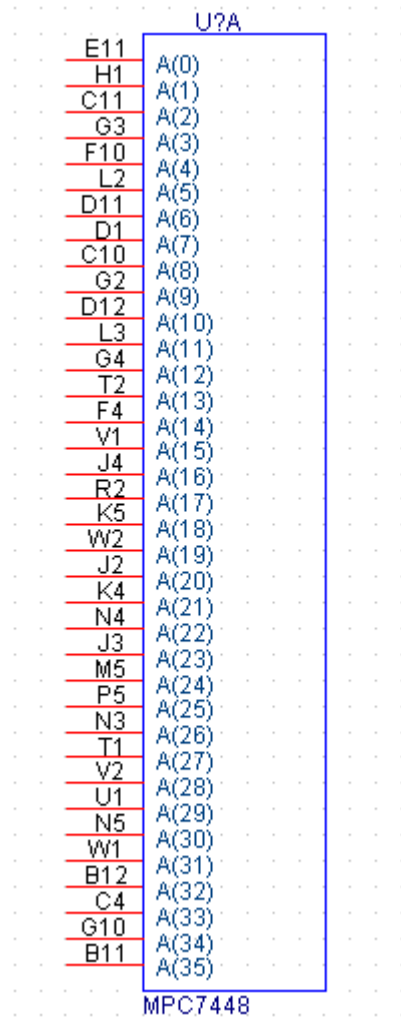 U?A
E11 A(0)
H1 A(1)
C11 A(2)
G3 A(3)
F10 A(4)
L2 A(5)
D11 A(6)
D1 A(7)
C10 A(8)
G2 A(9)
D12 A(10)
L3 A(11)
G4 A(12)
T2 A(13)
F4 A(14)
V1 A(15)
J4 A(16)
R2 A(17)
K5 A(18)
W2 A(19)
J2 A(20)
K4 A(21)
N4 A(22)
J3 A(23)
M5 A(24)
P5 A(25)
N3 A(26)
T1 A(27)
V2 A(28)
U1 A(29)
N5 A(30)
W1 A(31)
B12 A(32)
C4 A(33)
G10 A(34)
B11 A(35)
MPC7448